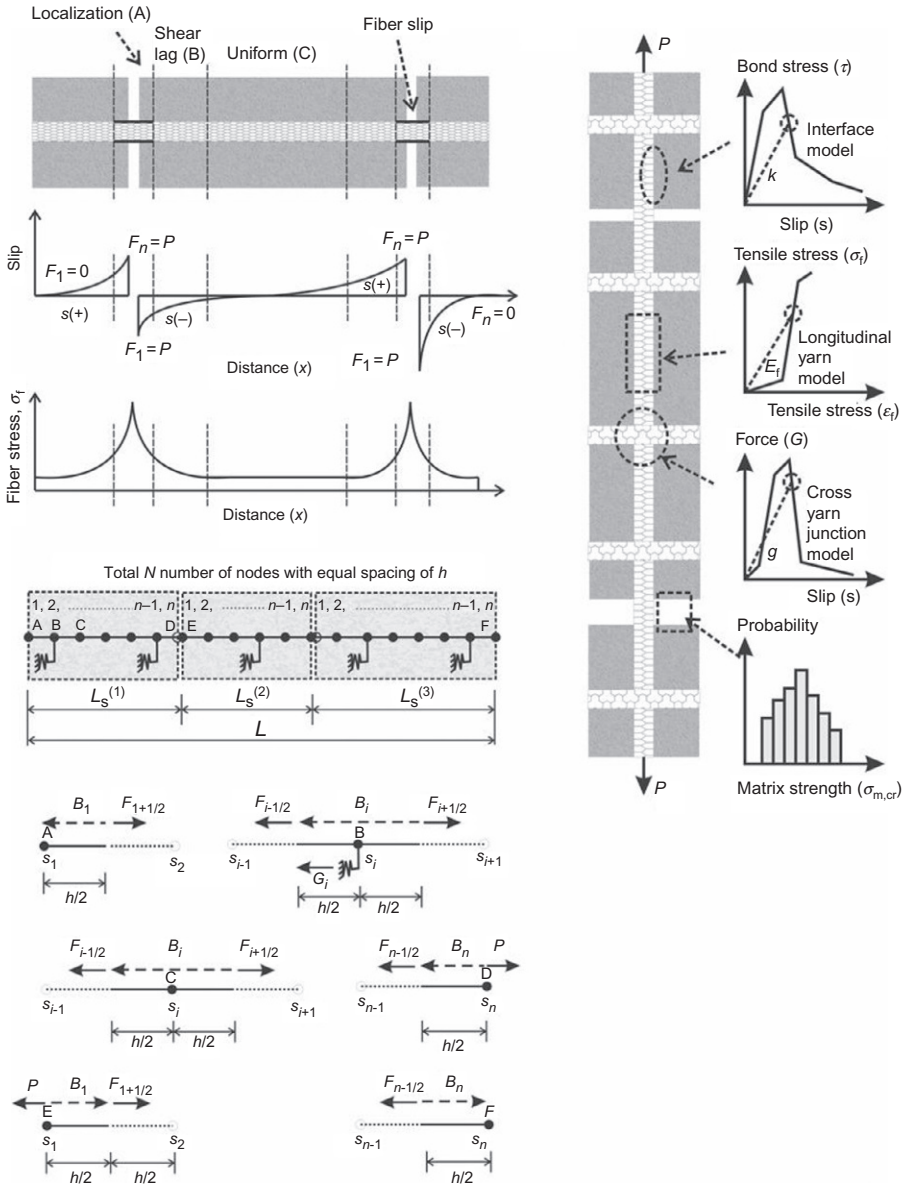 Localization (A)
Shear
lag (B)
Uniform (C)
Fiber slip
Slip
F1 = 0
Fn = P
Fn = P
s(+)
s(–)
s(+)
s(–)
Fn = 0
F1 = P
F1 = P
Distance (x)
Fiber stress, σf
Distance (x)
Total N number of nodes with equal spacing of h
1, 2, ..................... n–1, n
1, 2, ..................... n–1, n
1, 2, ..................... n–1, n
A B C D E F
Ls(1)
Ls(2)
Ls(3)
L
B1 F1+1/2
A
s1 s2
h/2
Fi-1/2 Bi Fi+1/2
B
si-1 si si+1
Gi
h/2 h/2
Fi-1/2 Bi Fi+1/2
C
si-1 si si+1
h/2 h/2
Fn-1/2 Bn P
D
sn-1 sn
h/2
P B1 F1+1/2
E
s1 s2
h/2 h/2
Fn-1/2 Bn
F
sn-1 sn
h/2
P
P
Bond stress (τ)
Interface
model
k
Slip (s)
Tensile stress (σf)
Longitudinal
yarn
model
Ef
Tensile stress (εf)
Force (G)
Cross
yarn
junction
model
g
Slip (s)
Probability
Matrix strength (σm,cr)